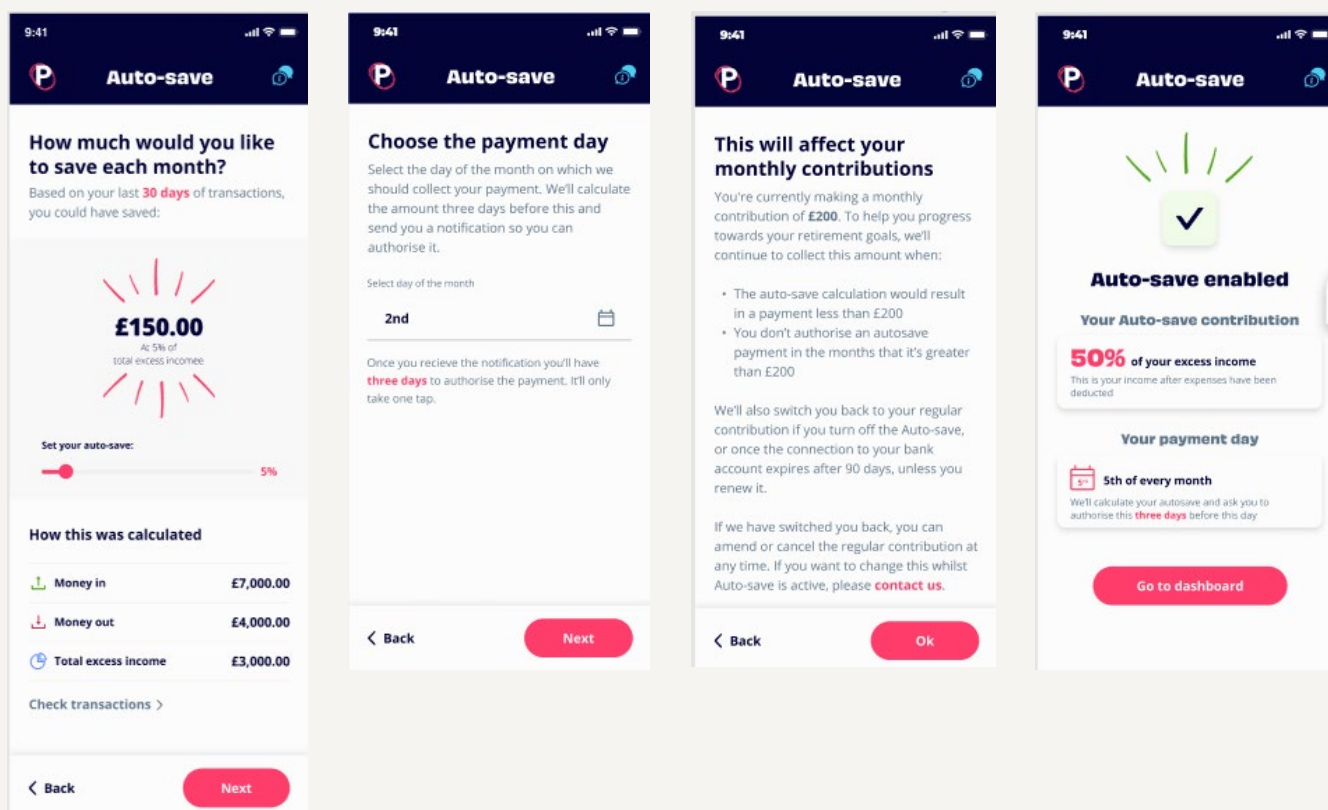 9:41
P
Auto-save
How much would you like
to save each month?
Based on your last 30 days of transactions,
you could have saved:
£150.00
At 5% of
total excess incomee
Set your auto-save:
5%
How this was calculated
Money in £7,000.00
Money out £4,000.00
Total excess income £3,000.00
Check transactions >
< Back
Next
9:41
P
Auto-save
Choose the payment day
Select the day of the month on which we
should collect your payment. We'll calculate
the amount three days before this and
send you a notification so you can
authorise it.
Select day of the month
2nd
Once you recieve the notification you'll have
three days to authorise the payment. It'll only
take one tap.
< Back
Next
9:41
P
Auto-save
This will affect your
monthly contributions
You're currently making a monthly
contribution of £200. To help you progress
towards your retirement goals, we'll
continue to collect this amount when:
• The auto-save calculation would result
in a payment less than £200
• You don't authorise an autosave
payment in the months that it's greater
than £200
We'll also switch you back to your regular
contribution if you turn off the Auto-save,
or once the connection to your bank
account expires after 90 days, unless you
renew it.
If we have switched you back, you can
amend or cancel the regular contribution at
any time. If you want to change this whilst
Auto-save is active, please contact us.
< Back
Ok
9:41
P
Auto-save
Auto-save enabled
Your Auto-save contribution
50% of your excess income
This is your income after expenses have been
deducted
Your payment day
5th
5th of every month
We'll calculate your autosave and ask you to
authorise this three days before this day
Go to dashboard